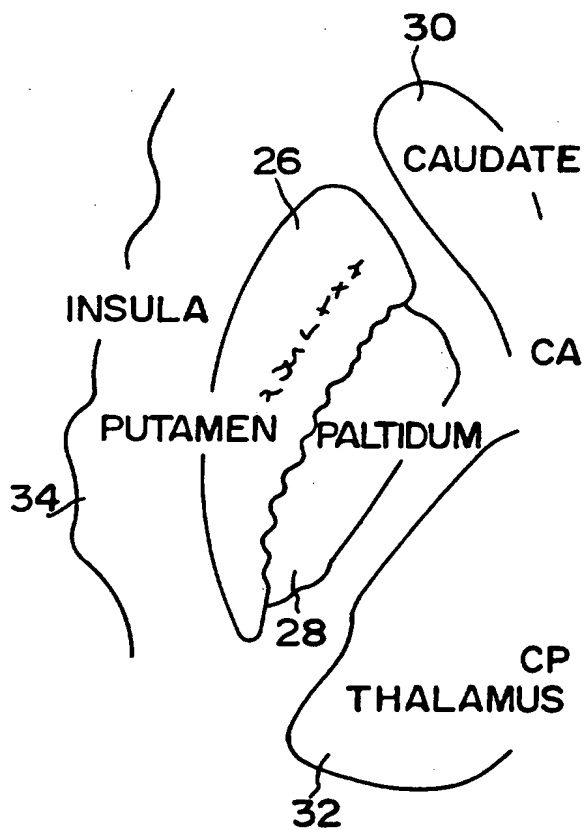 30
CAUDATE
26
INSULA
CA
PUTAMEN
PALTIDUM
34
28
CP
THALAMUS
32